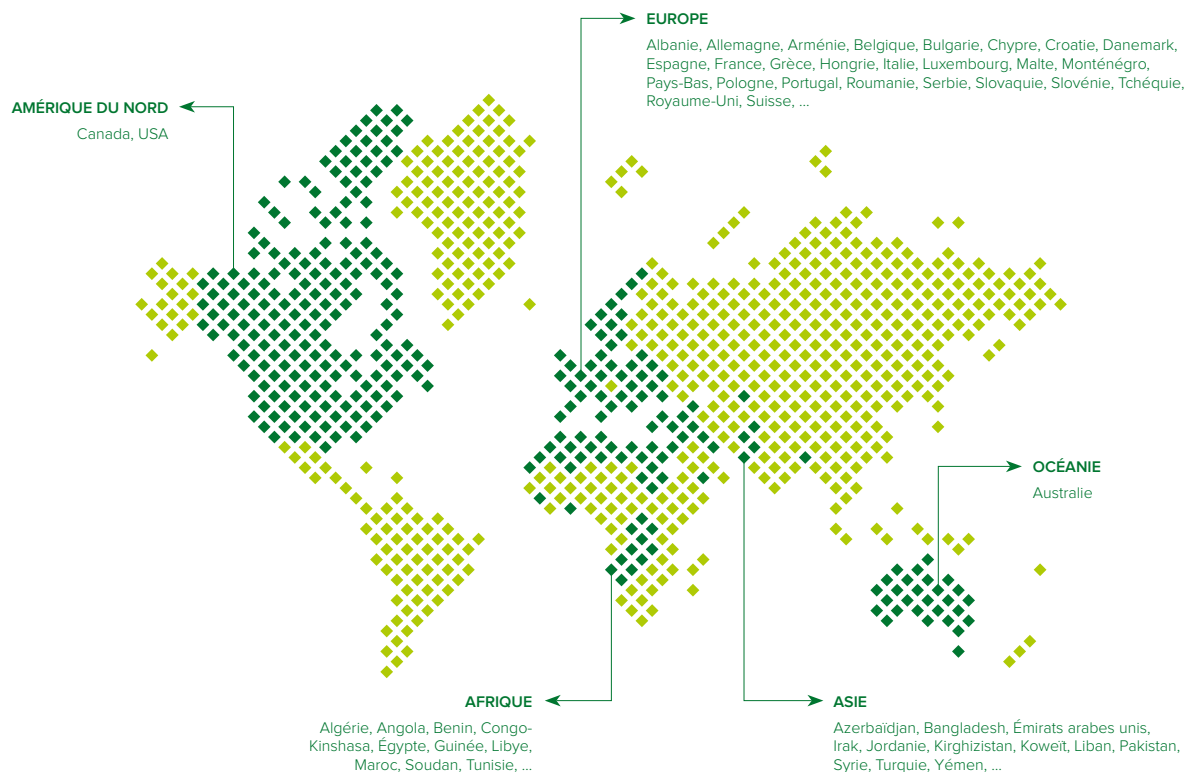 EUROPE
Albanie, Allemagne, Arménie, Belgique, Bulgarie, Chypre, Croatie, Danemark,
Espagne, France, Grèce, Hongrie, Italie, Luxembourg, Malte, Monténégro,
Pays-Bas, Pologne, Portugal, Roumanie, Serbie, Slovaquie, Slovénie, Tchéquie,
Royaume-Uni, Suisse, ...
AMÉRIQUE DU NORD
Canada, USA
OCÉANIE
Australie
AFRIQUE
Algérie, Angola, Benin, Congo-
Kinshasa, Égypte, Guinée, Libye,
Maroc, Soudan, Tunisie, ...
ASIE
Azerbaïdjan, Bangladesh, Émirats arabes unis,
Irak, Jordanie, Kirghizistan, Koweït, Liban, Pakistan,
Syrie, Turquie, Yémen, ...